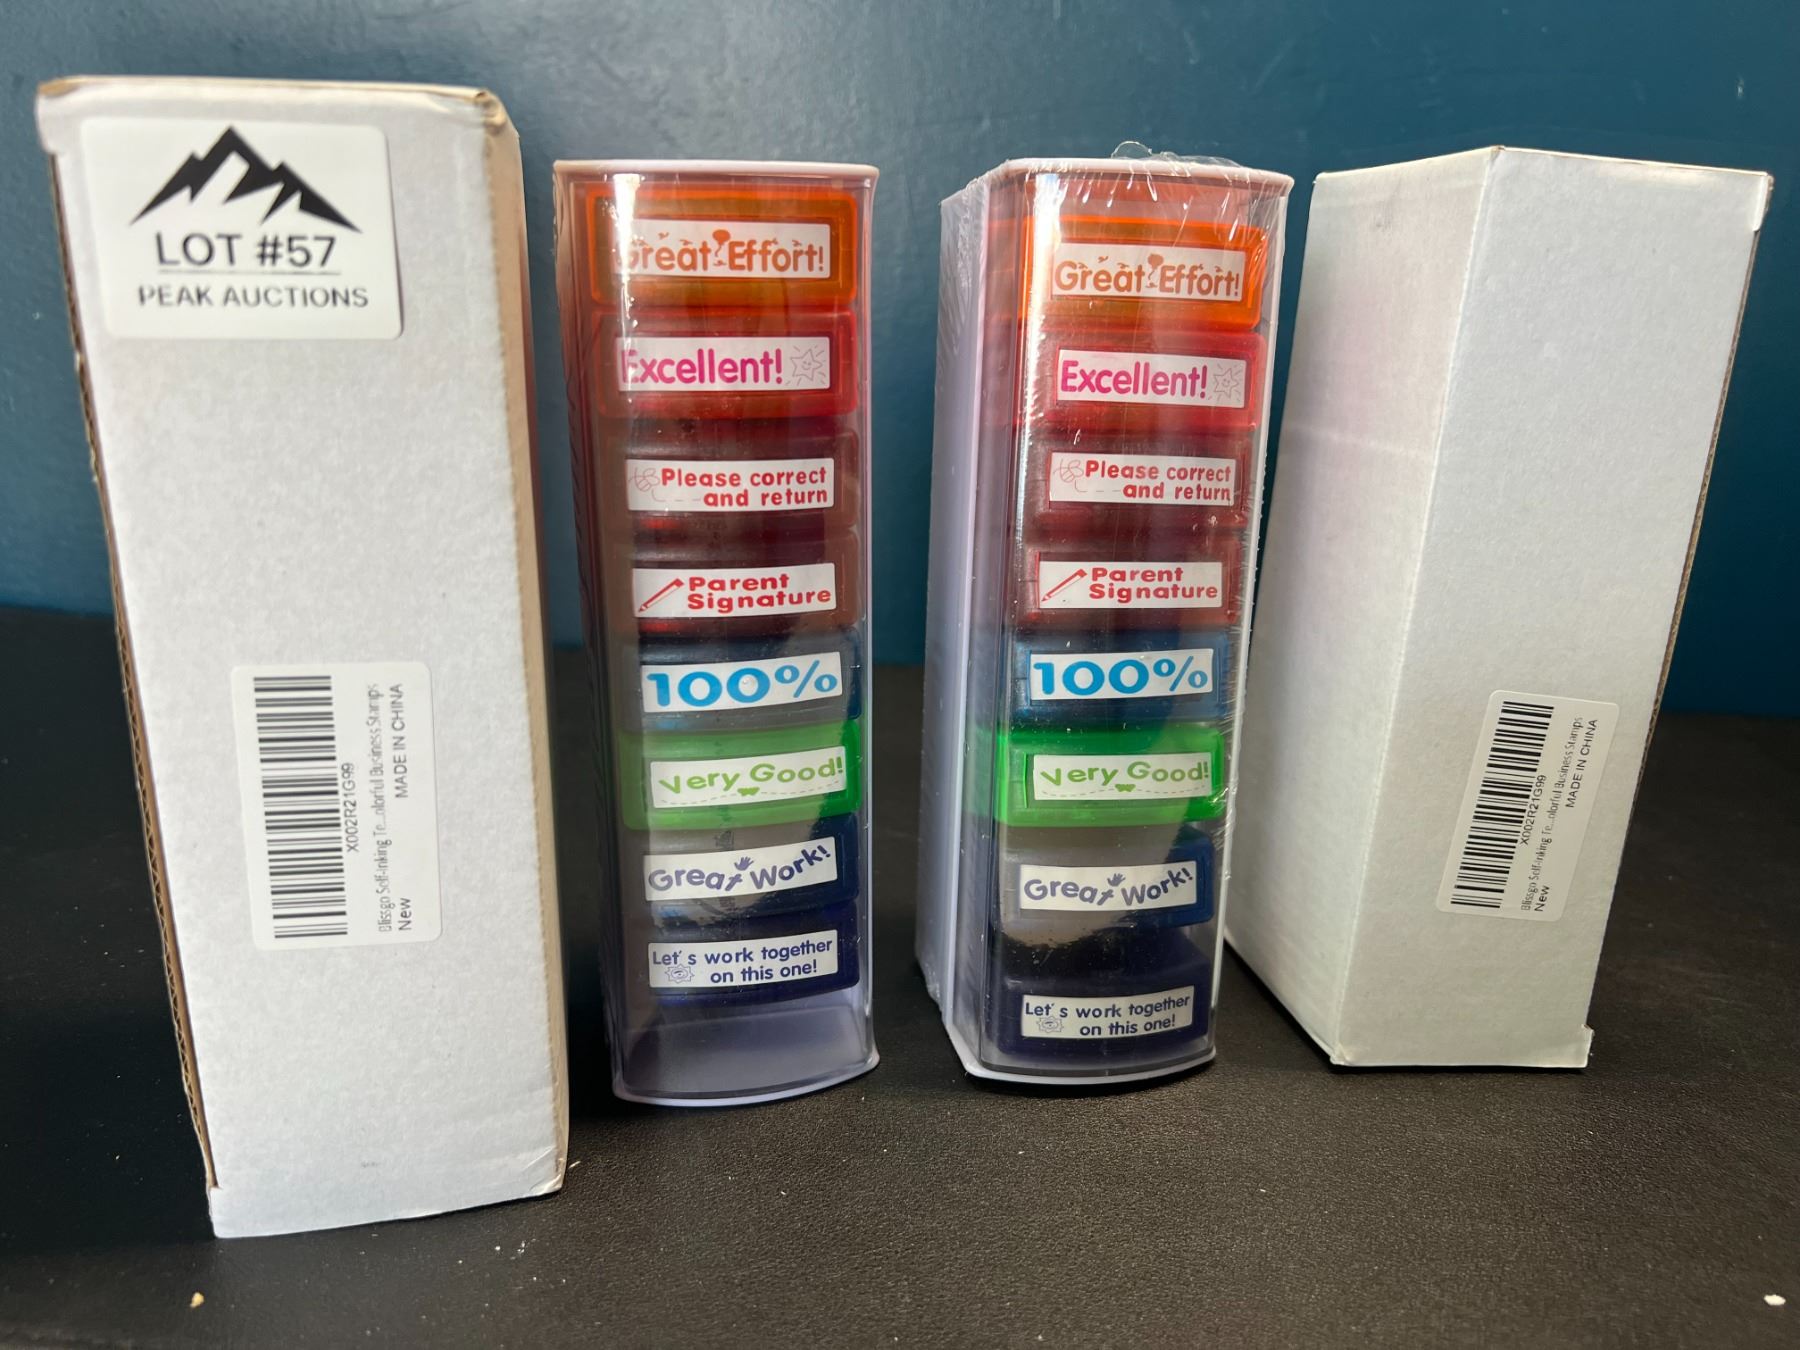 LOT #57
PEAK AUCTIONS
X002R21G99
Blissgo Self-Inking Te...olorful Business Stamps
New
MADE IN CHINA
Great Effort!
Excellent!
Please correct
and return
Parent
Signature
100%
Very Good!
Great Work!
Let's work together
on this one!
Great Effort!
Excellent!
Please correct
and return
Parent
Signature
100%
Very Good!
Great Work!
Let's work together
on this one!
X002R21G99
Blissgo Self-Inking Te...olorful Business Stamps
New
MADE IN CHINA